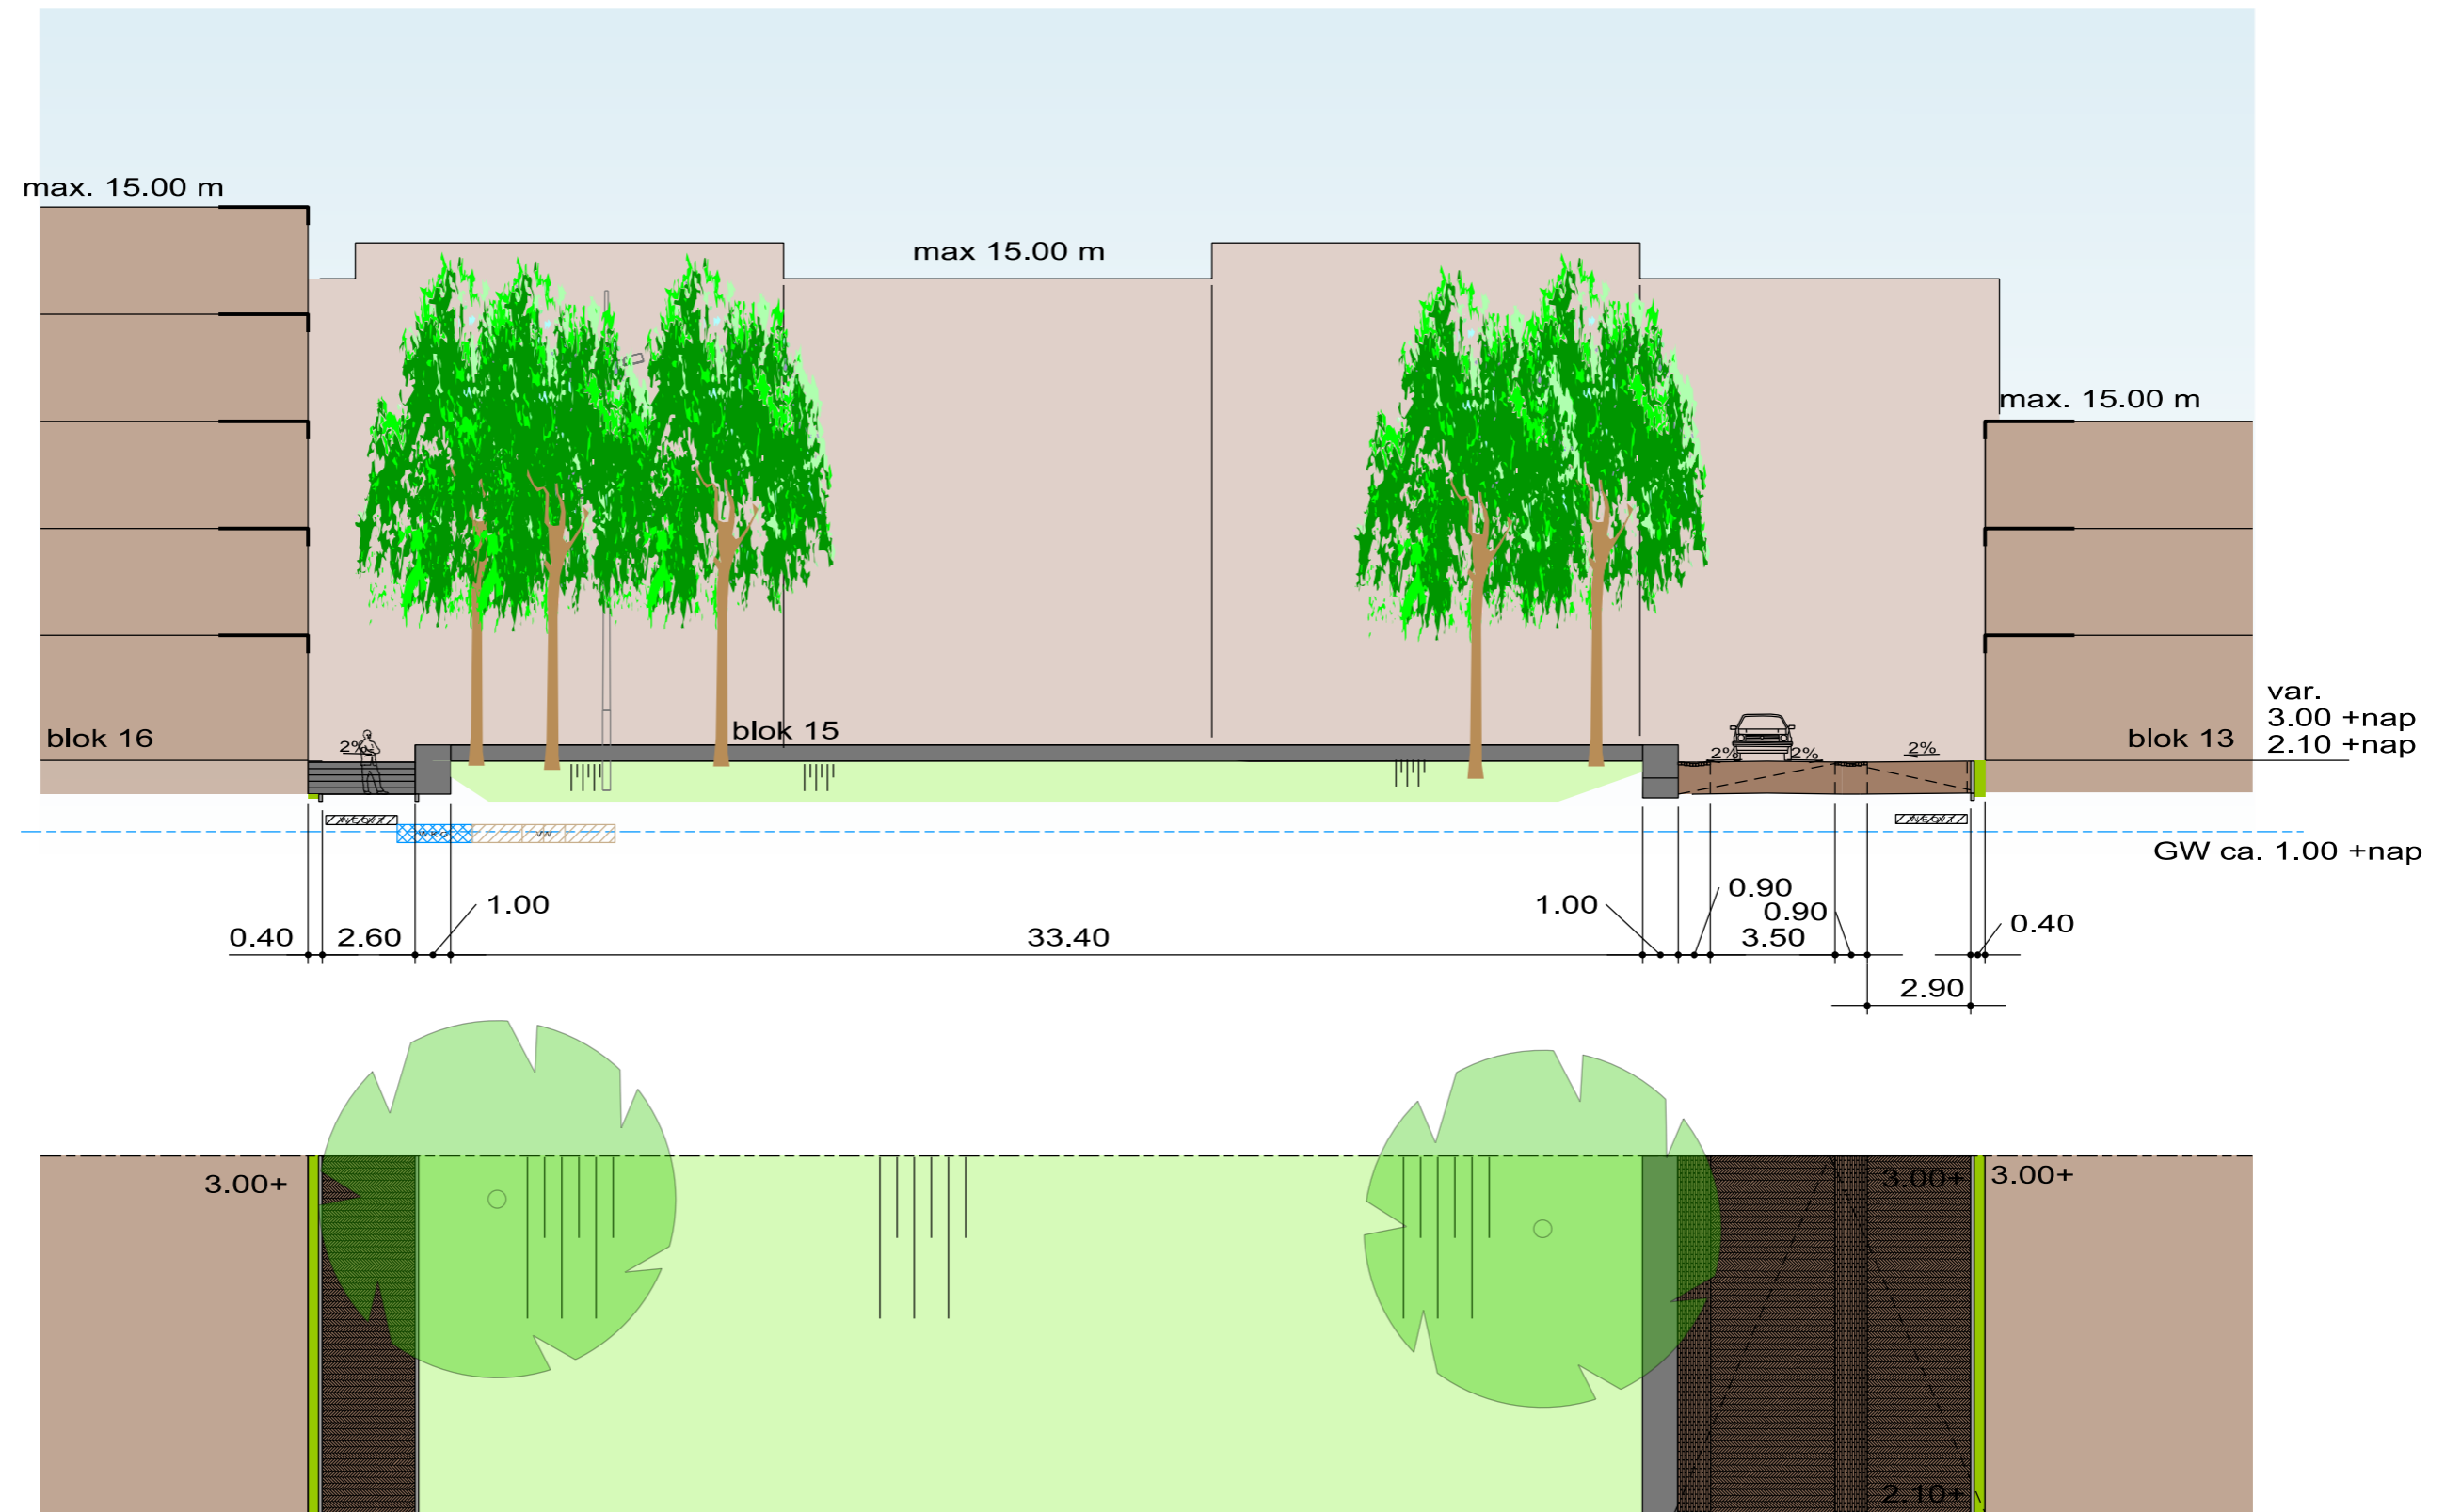 max. 15.00 m
max 15.00 m
max. 15.00 m
var.
3.00 +nap
2.10 +nap
blok 16
2%
blok 15
2%
2%
2%
blok 13
VW
GW ca. 1.00 +nap
0.40
2.60
1.00
33.40
1.00
0.90
0.90
3.50
0.40
2.90
3.00+
3.00+
3.00+
2.10+